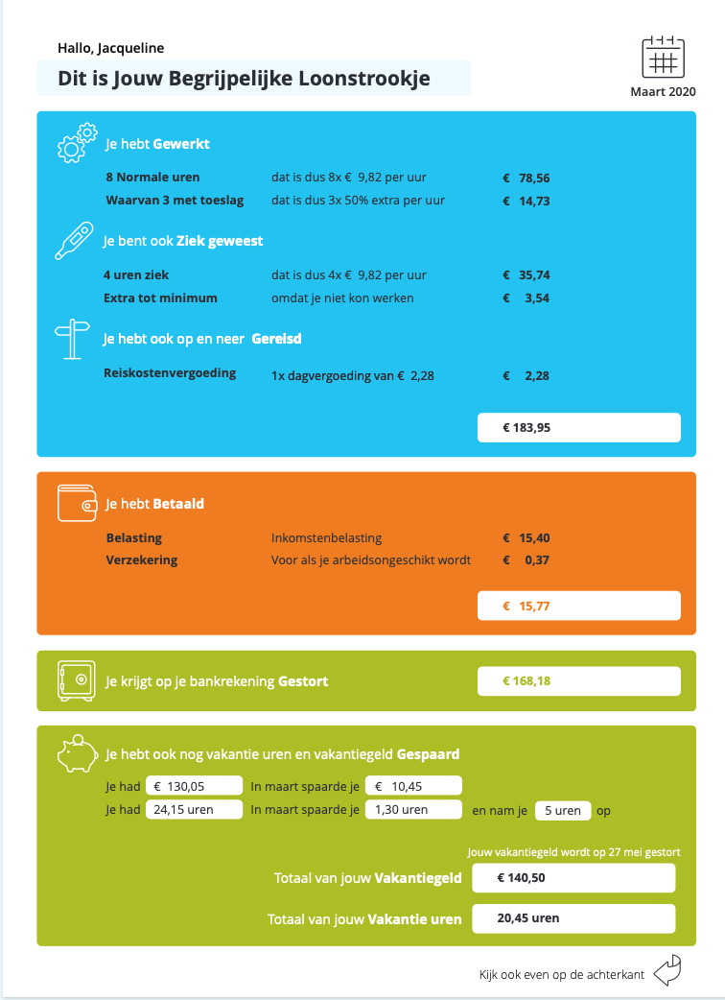 Hallo, Jacqueline
Dit is Jouw Begrijpelijke Loonstrookje
Maart 2020
Je hebt Gewerkt
8 Normale uren dat is dus 8x € 9,82 per uur € 78,56
Waarvan 3 met toeslag dat is dus 3x 50% extra per uur € 14,73
Je bent ook Ziek geweest
4 uren ziek dat is dus 4x € 9,82 per uur € 35,74
Extra tot minimum omdat je niet kon werken € 3,54
Je hebt ook op en neer Gereisd
Reiskostenvergoeding 1x dagvergoeding van € 2,28 € 2,28
€ 183,95
Je hebt Betaald
Belasting Inkomstenbelasting € 15,40
Verzekering Voor als je arbeidsongeschikt wordt € 0,37
€ 15,77
Je krijgt op je bankrekening Gestort € 168,18
Je hebt ook nog vakantie uren en vakantiegeld Gespaard
Je had € 130,05 In maart spaarde je € 10,45
Je had 24,15 uren In maart spaarde je 1,30 uren en nam je 5 uren op
Jouw vakantiegeld wordt op 27 mei gestort
Totaal van jouw Vakantiegeld € 140,50
Totaal van jouw Vakantie uren 20,45 uren
Kijk ook even op de achterkant